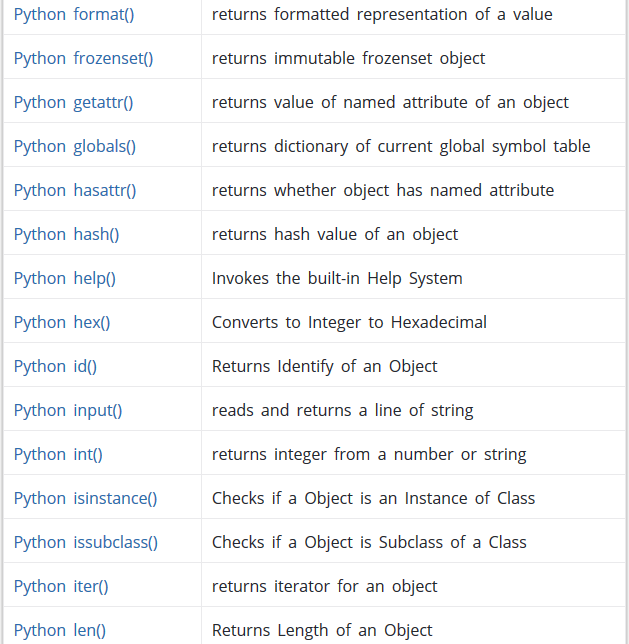 Python format() returns formatted representation of a value
Python frozenset() returns immutable frozenset object
Python getattr() returns value of named attribute of an object
Python globals() returns dictionary of current global symbol table
Python hasattr() returns whether object has named attribute
Python hash() returns hash value of an object
Python help() Invokes the built-in Help System
Python hex() Converts to Integer to Hexadecimal
Python id() Returns Identify of an Object
Python input() reads and returns a line of string
Python int() returns integer from a number or string
Python isinstance() Checks if a Object is an Instance of Class
Python issubclass() Checks if a Object is Subclass of a Class
Python iter() returns iterator for an object
Python len() Returns Length of an Object